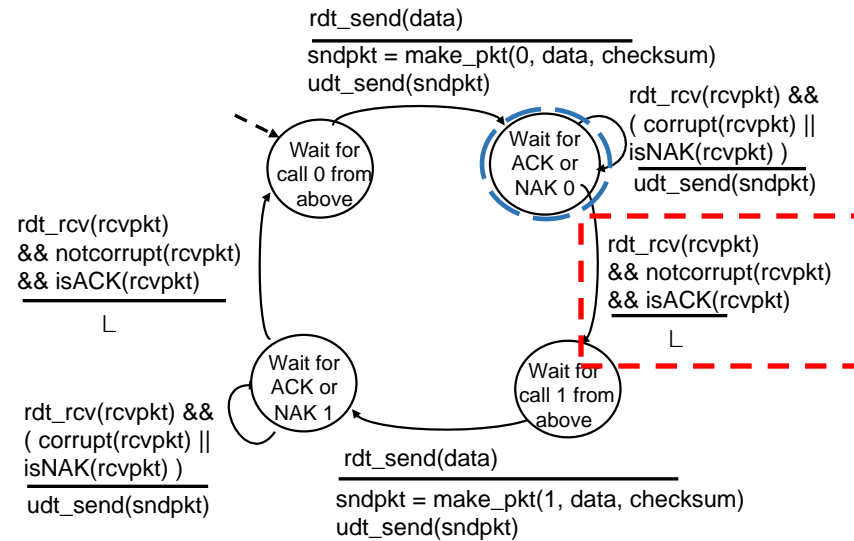 rdt_send(data)
sndpkt = make_pkt(0, data, checksum)
udt_send(sndpkt)
rdt_rcv(rcvpkt) &&
( corrupt(rcvpkt) ||
isNAK(rcvpkt) )
udt_send(sndpkt)
Wait for
call 0 from
above
Wait for
ACK or
NAK 0
rdt_rcv(rcvpkt)
&& notcorrupt(rcvpkt)
&& isACK(rcvpkt)
L
rdt_rcv(rcvpkt)
&& notcorrupt(rcvpkt)
&& isACK(rcvpkt)
L
Wait for
ACK or
NAK 1
Wait for
call 1 from
above
rdt_rcv(rcvpkt) &&
( corrupt(rcvpkt) ||
isNAK(rcvpkt) )
udt_send(sndpkt)
rdt_send(data)
sndpkt = make_pkt(1, data, checksum)
udt_send(sndpkt)